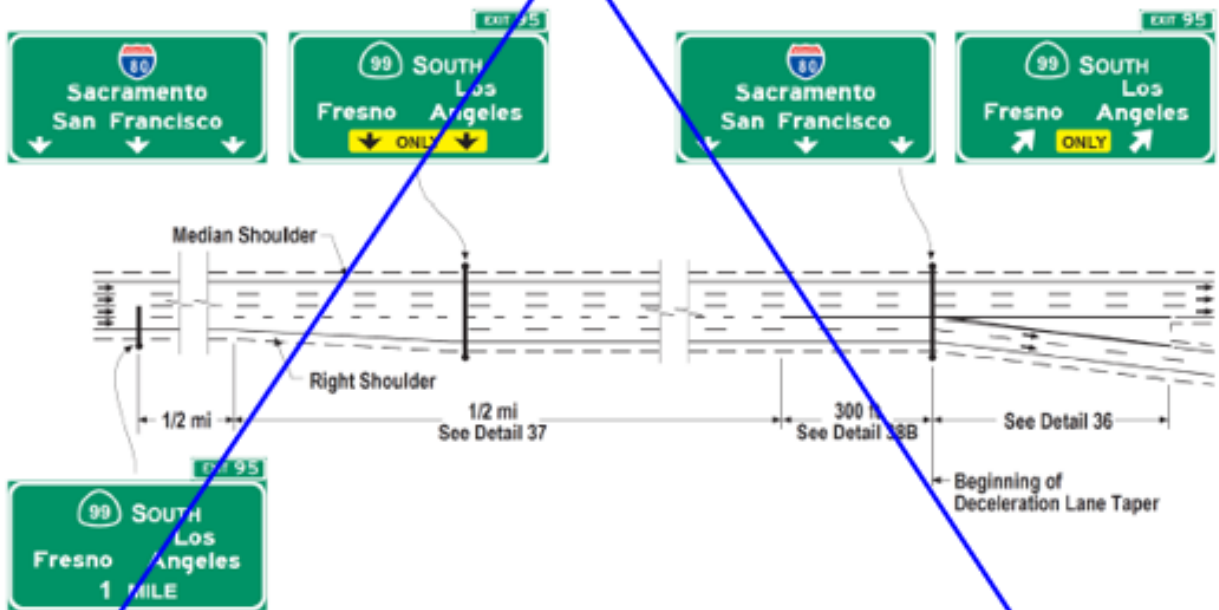 EXIT 95
EXIT 95
80
Sacramento
San Francisco
99 SOUTH
Los
Fresno Angeles
ONLY
80
Sacramento
San Francisco
99 SOUTH
Los
Fresno Angeles
ONLY
Median Shoulder
Right Shoulder
1/2 mi
1/2 mi
See Detail 37
300 ft
See Detail 38B
See Detail 36
Beginning of
Deceleration Lane Taper
EXIT 95
99 SOUTH
Los
Fresno Angeles
1 MILE